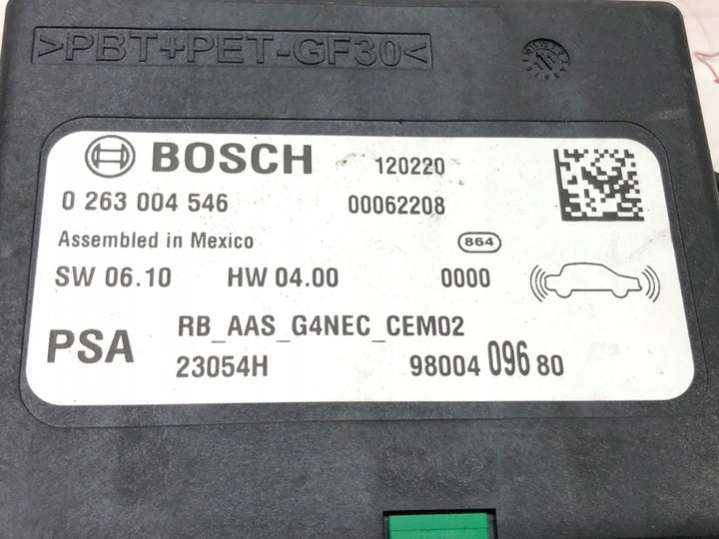 >PBT+PET-GF30<
BOSCH 120220
0 263 004 546 00062208
Assembled in Mexico 864
SW 06.10 HW 04.00 0000
PSA RB_AAS_G4NEC_CEM02
23054H 98004 096 80